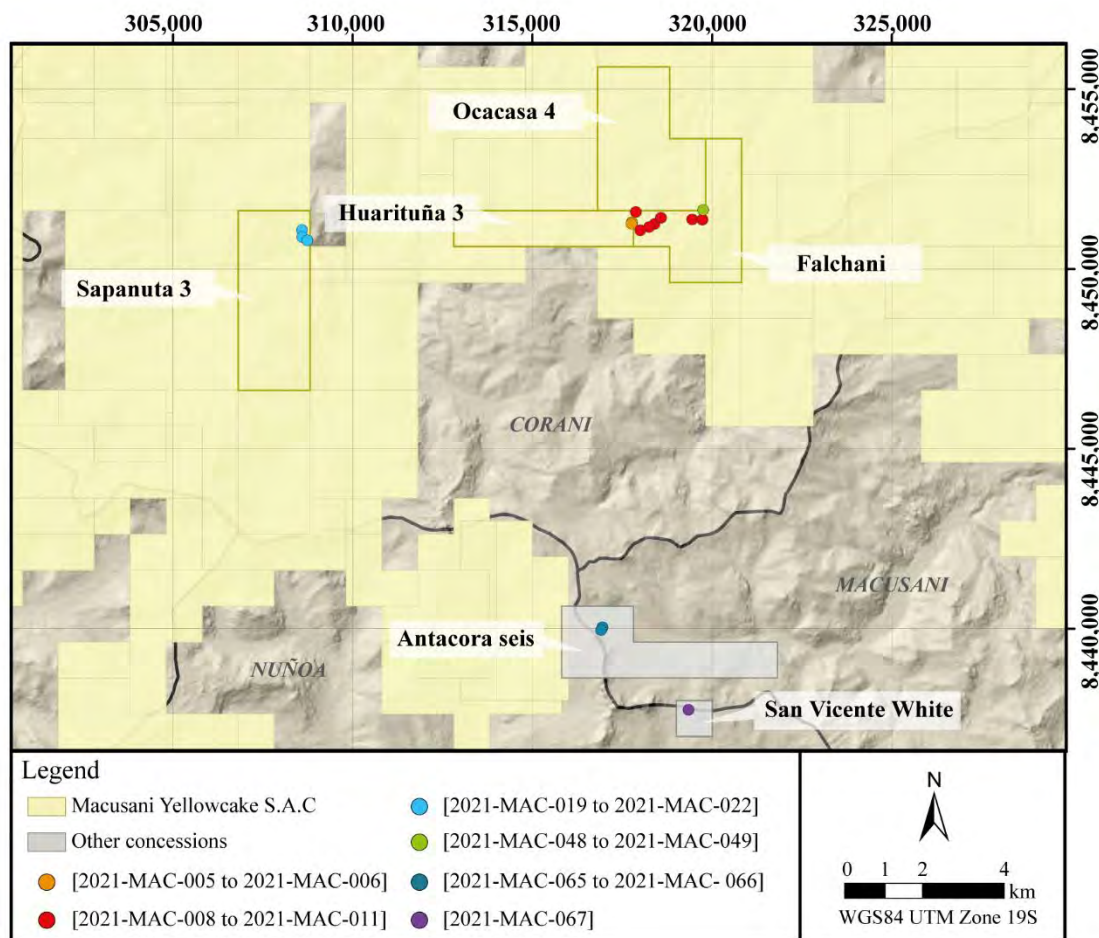 305,000 310,000 315,000 320,000 325,000
8.455.000
Ocacasa 4
Huarituña 3
Falchani
8.450.000
Sapanuta 3
CORANI
8.445.000
MACUSANI
Antacora seis
8.440.000
NUÑOA
San Vicente White
Legend
Macusani Yellowcake S.A.C
Other concessions
[2021-MAC-005 to 2021-MAC-006]
[2021-MAC-008 to 2021-MAC-011]
[2021-MAC-019 to 2021-MAC-022]
[2021-MAC-048 to 2021-MAC-049]
[2021-MAC-065 to 2021-MAC- 066]
[2021-MAC-067]
N
0 1 2 4
km
WGS84 UTM Zone 19S